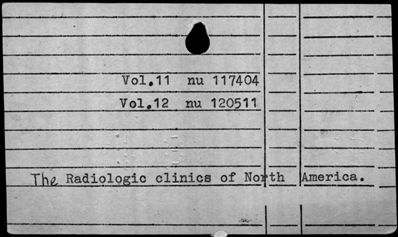 Vol.11 nu 117404
Vol.12 nu 120511
The Radiologic clinics of North America.